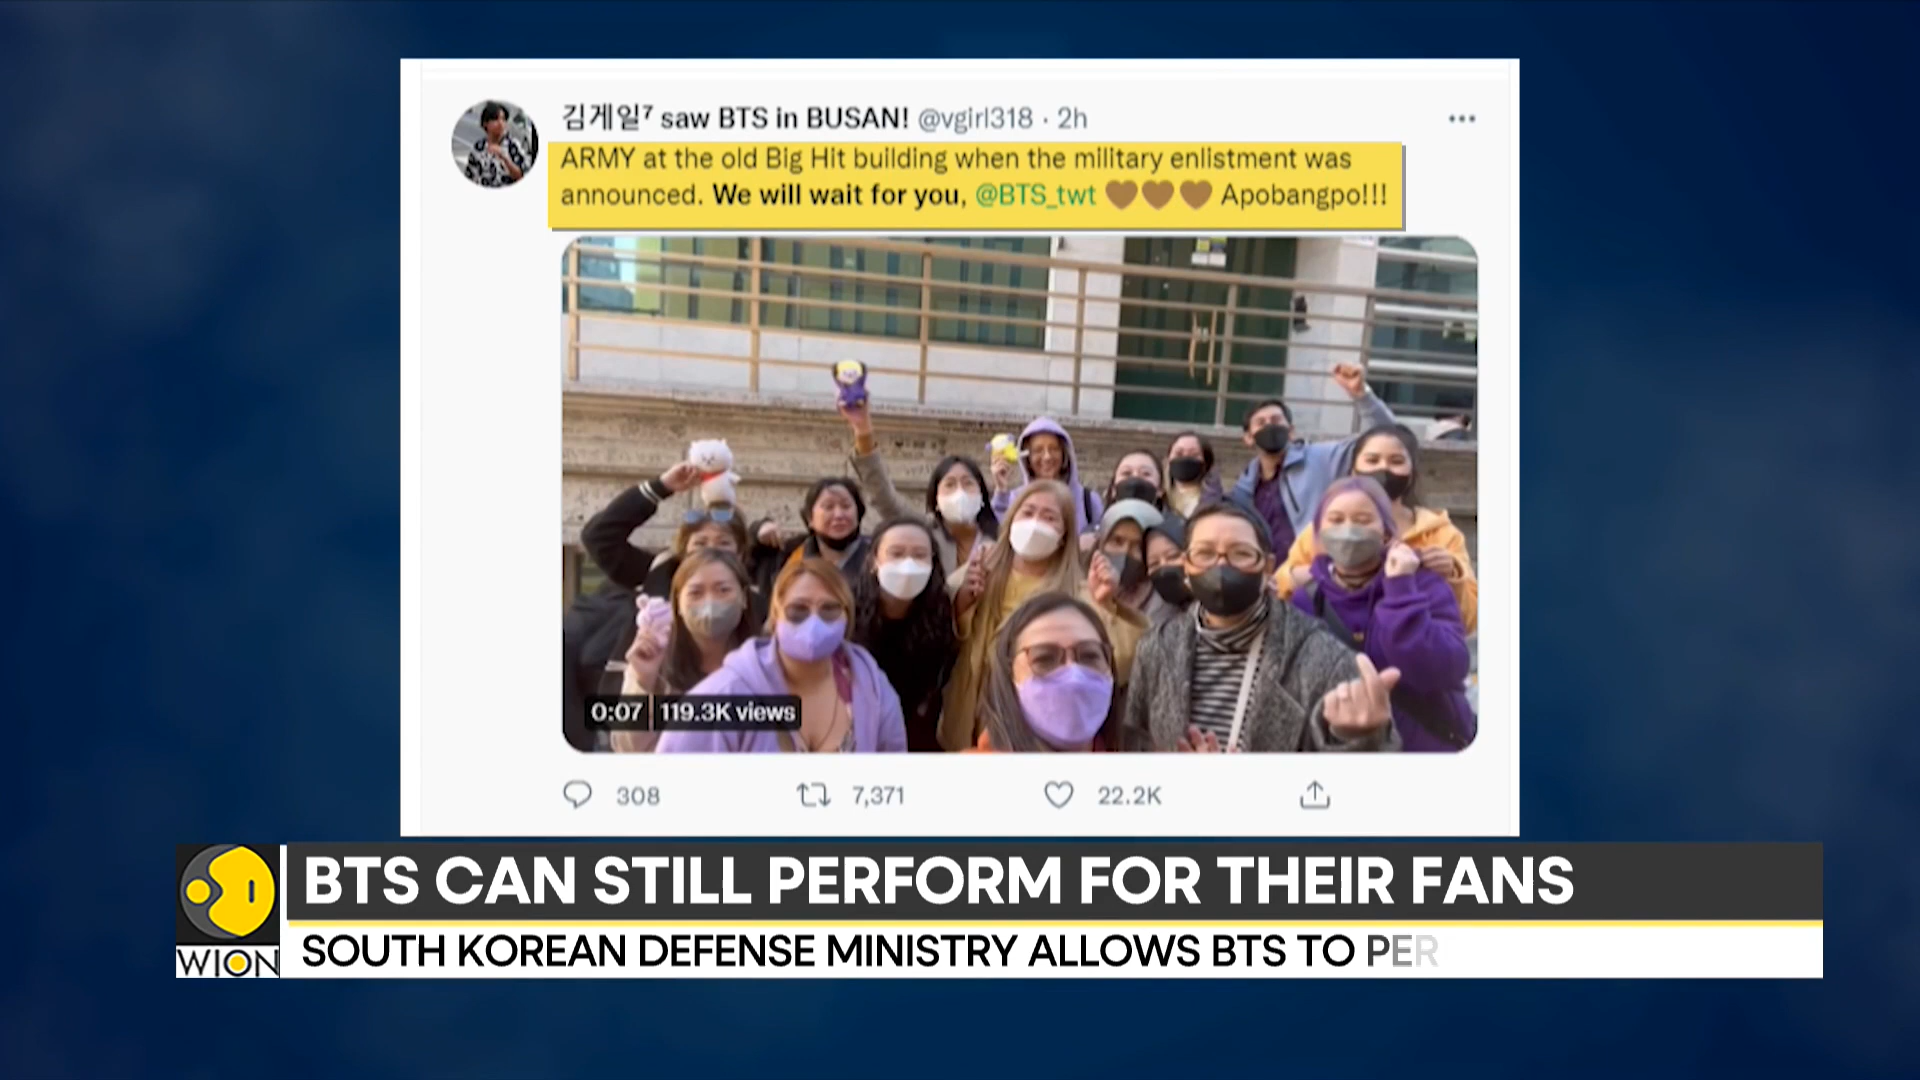 김게일⁷ saw BTS in BUSAN! @vgirl318 · 2h
ARMY at the old Big Hit building when the military enlistment was
announced. We will wait for you, @BTS_twt 🤎🤎🤎 Apobangpo!!!
0:07 119.3K views
308 7,371 22.2K
BTS CAN STILL PERFORM FOR THEIR FANS
SOUTH KOREAN DEFENSE MINISTRY ALLOWS BTS TO PER
WION